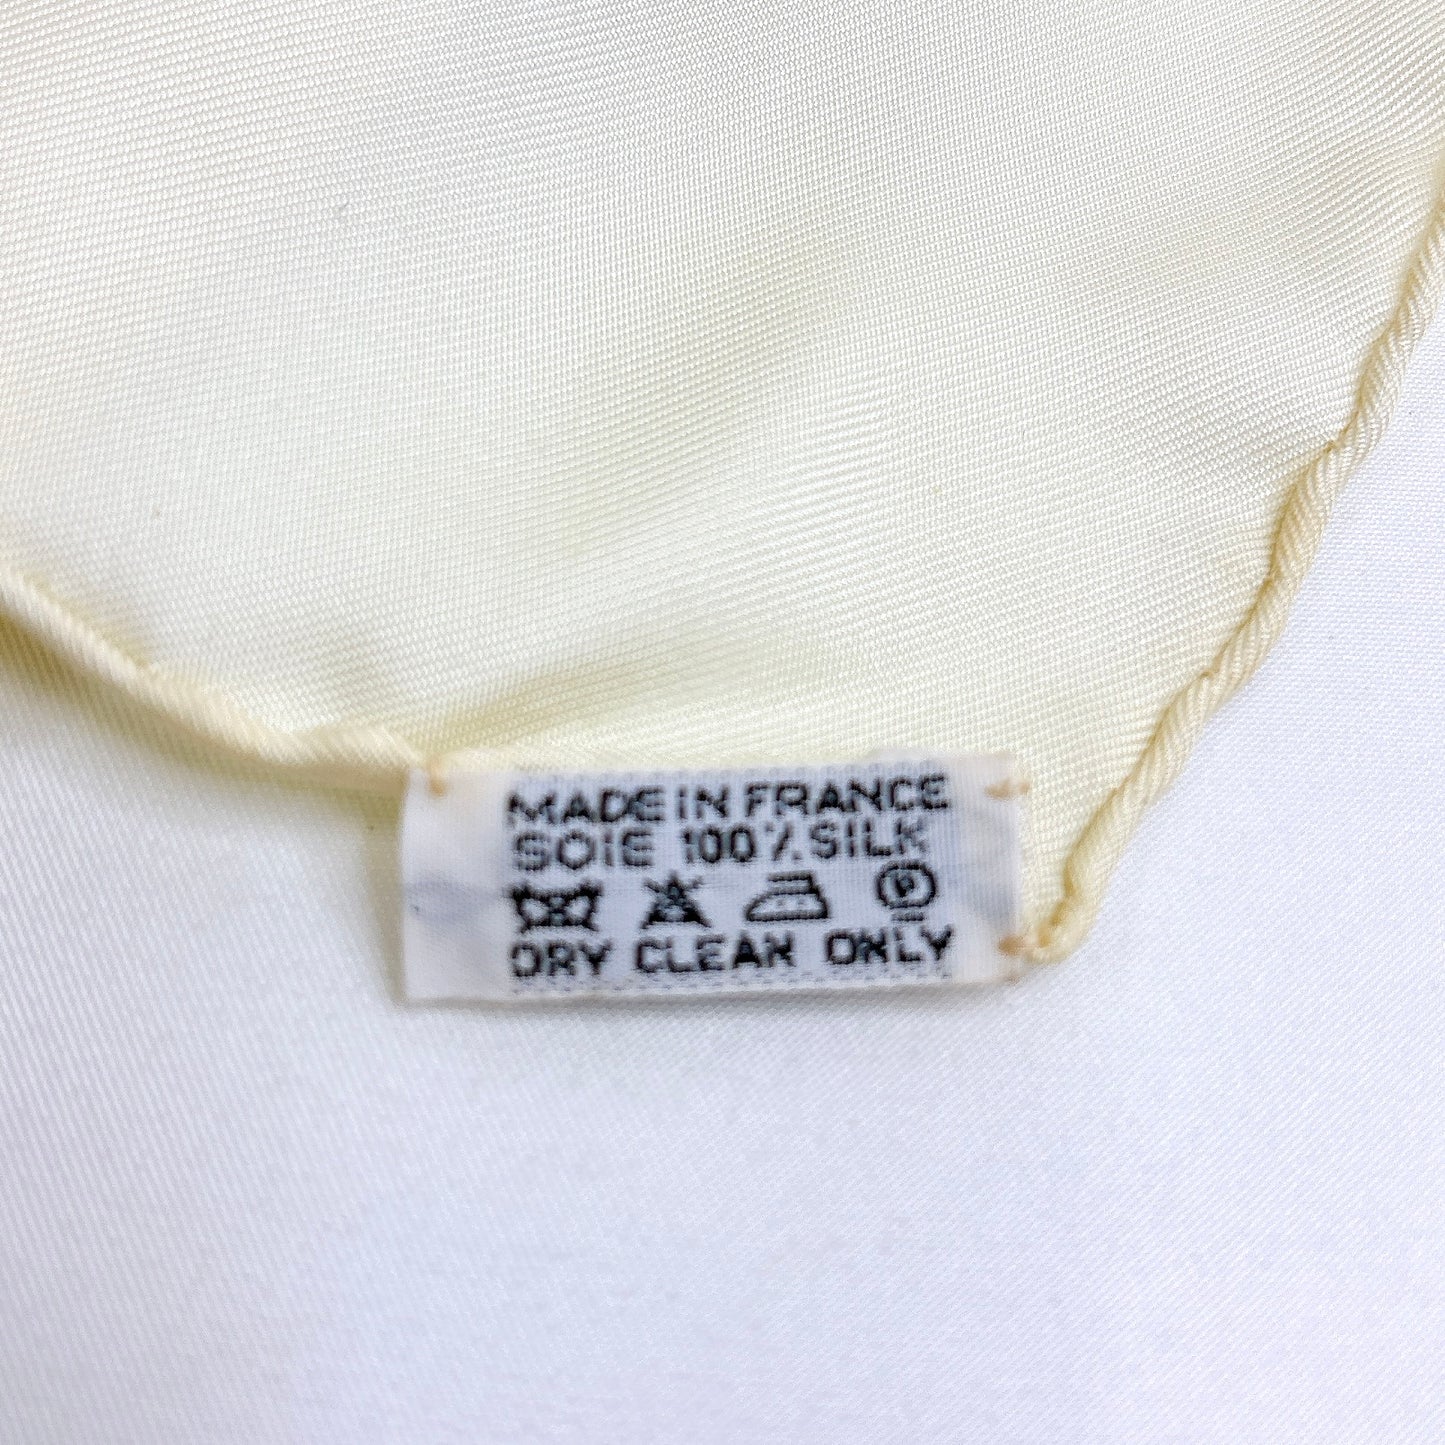 MADE IN FRANCE
SOIE 100% SILK
P
DRY CLEAN ONLY